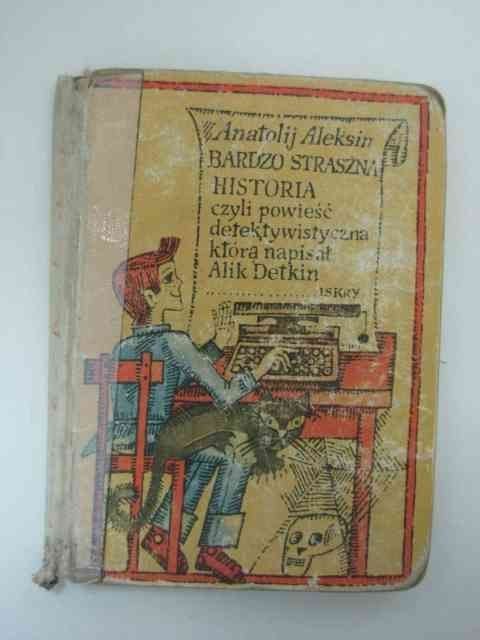 Anatolij Aleksin
BARDZO STRASZNA
HISTORIA
czyli powieść
detektywistyczna
którą napisał
Alik Detkin
ISKRY